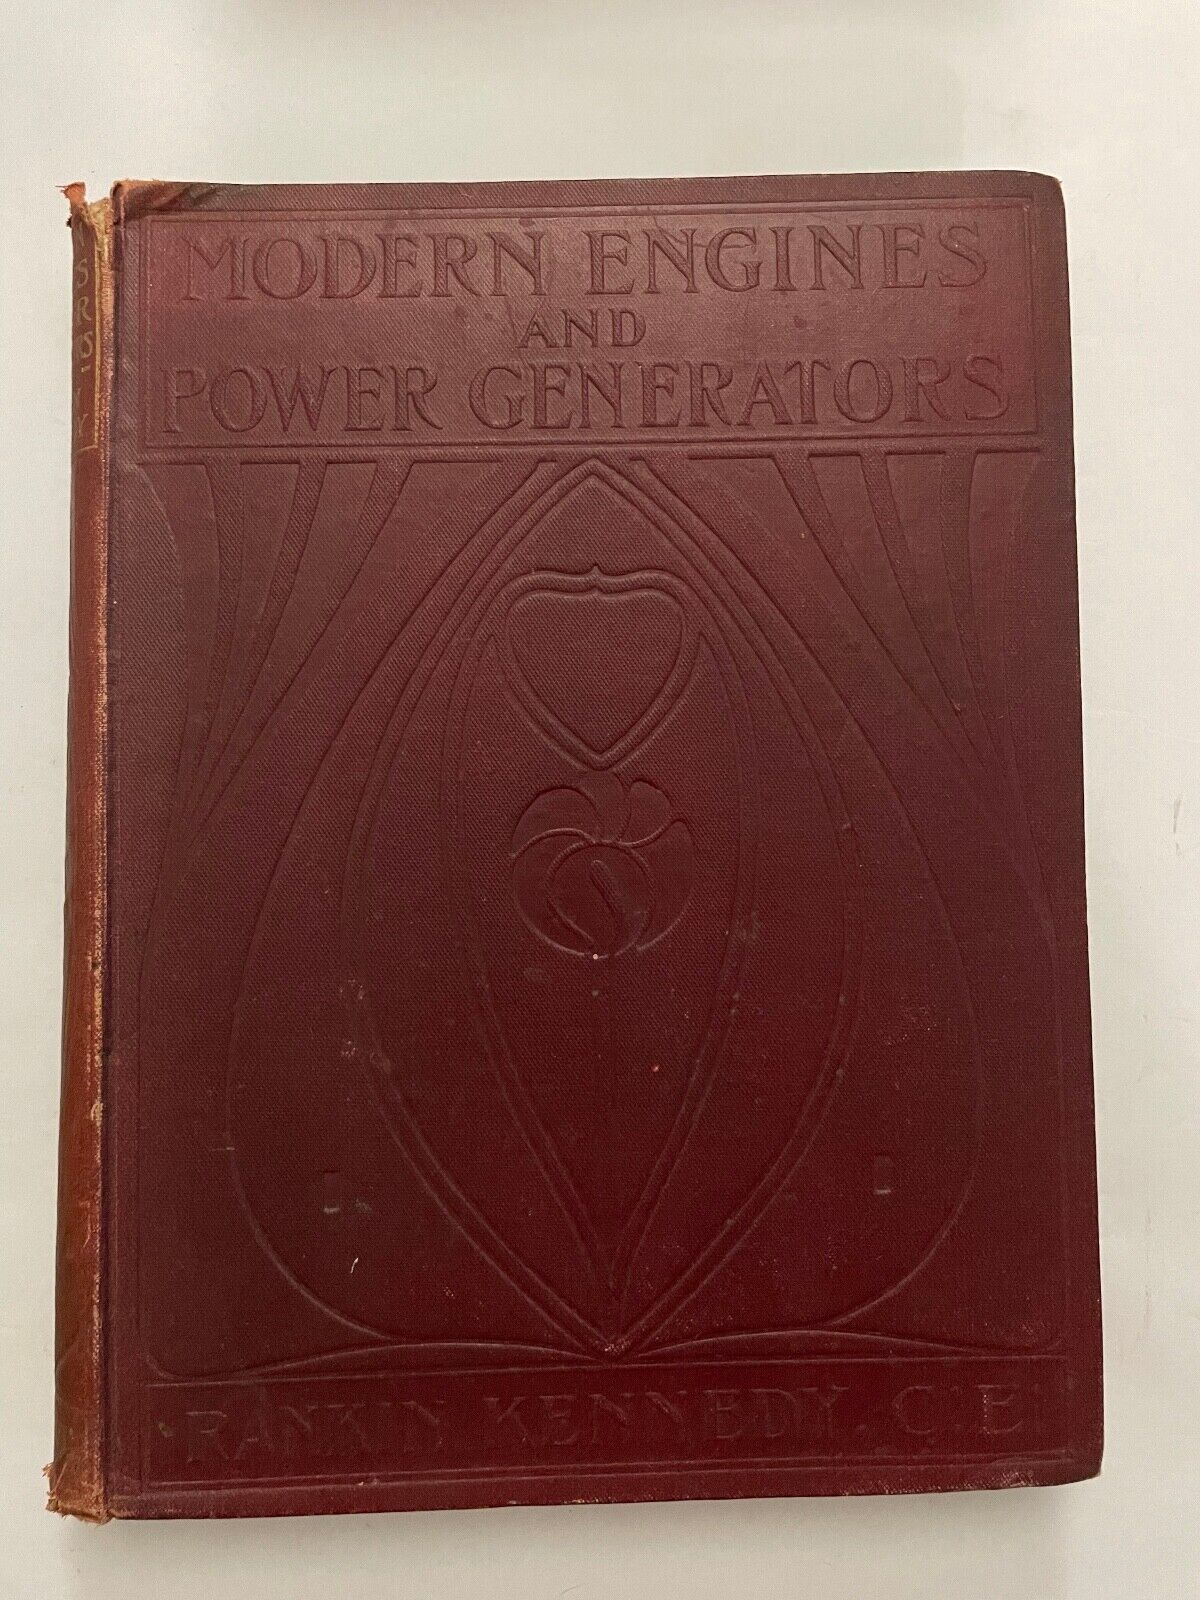 MODERN ENGINES
AND
POWER GENERATORS
RANKIN KENNEDY, C.E.